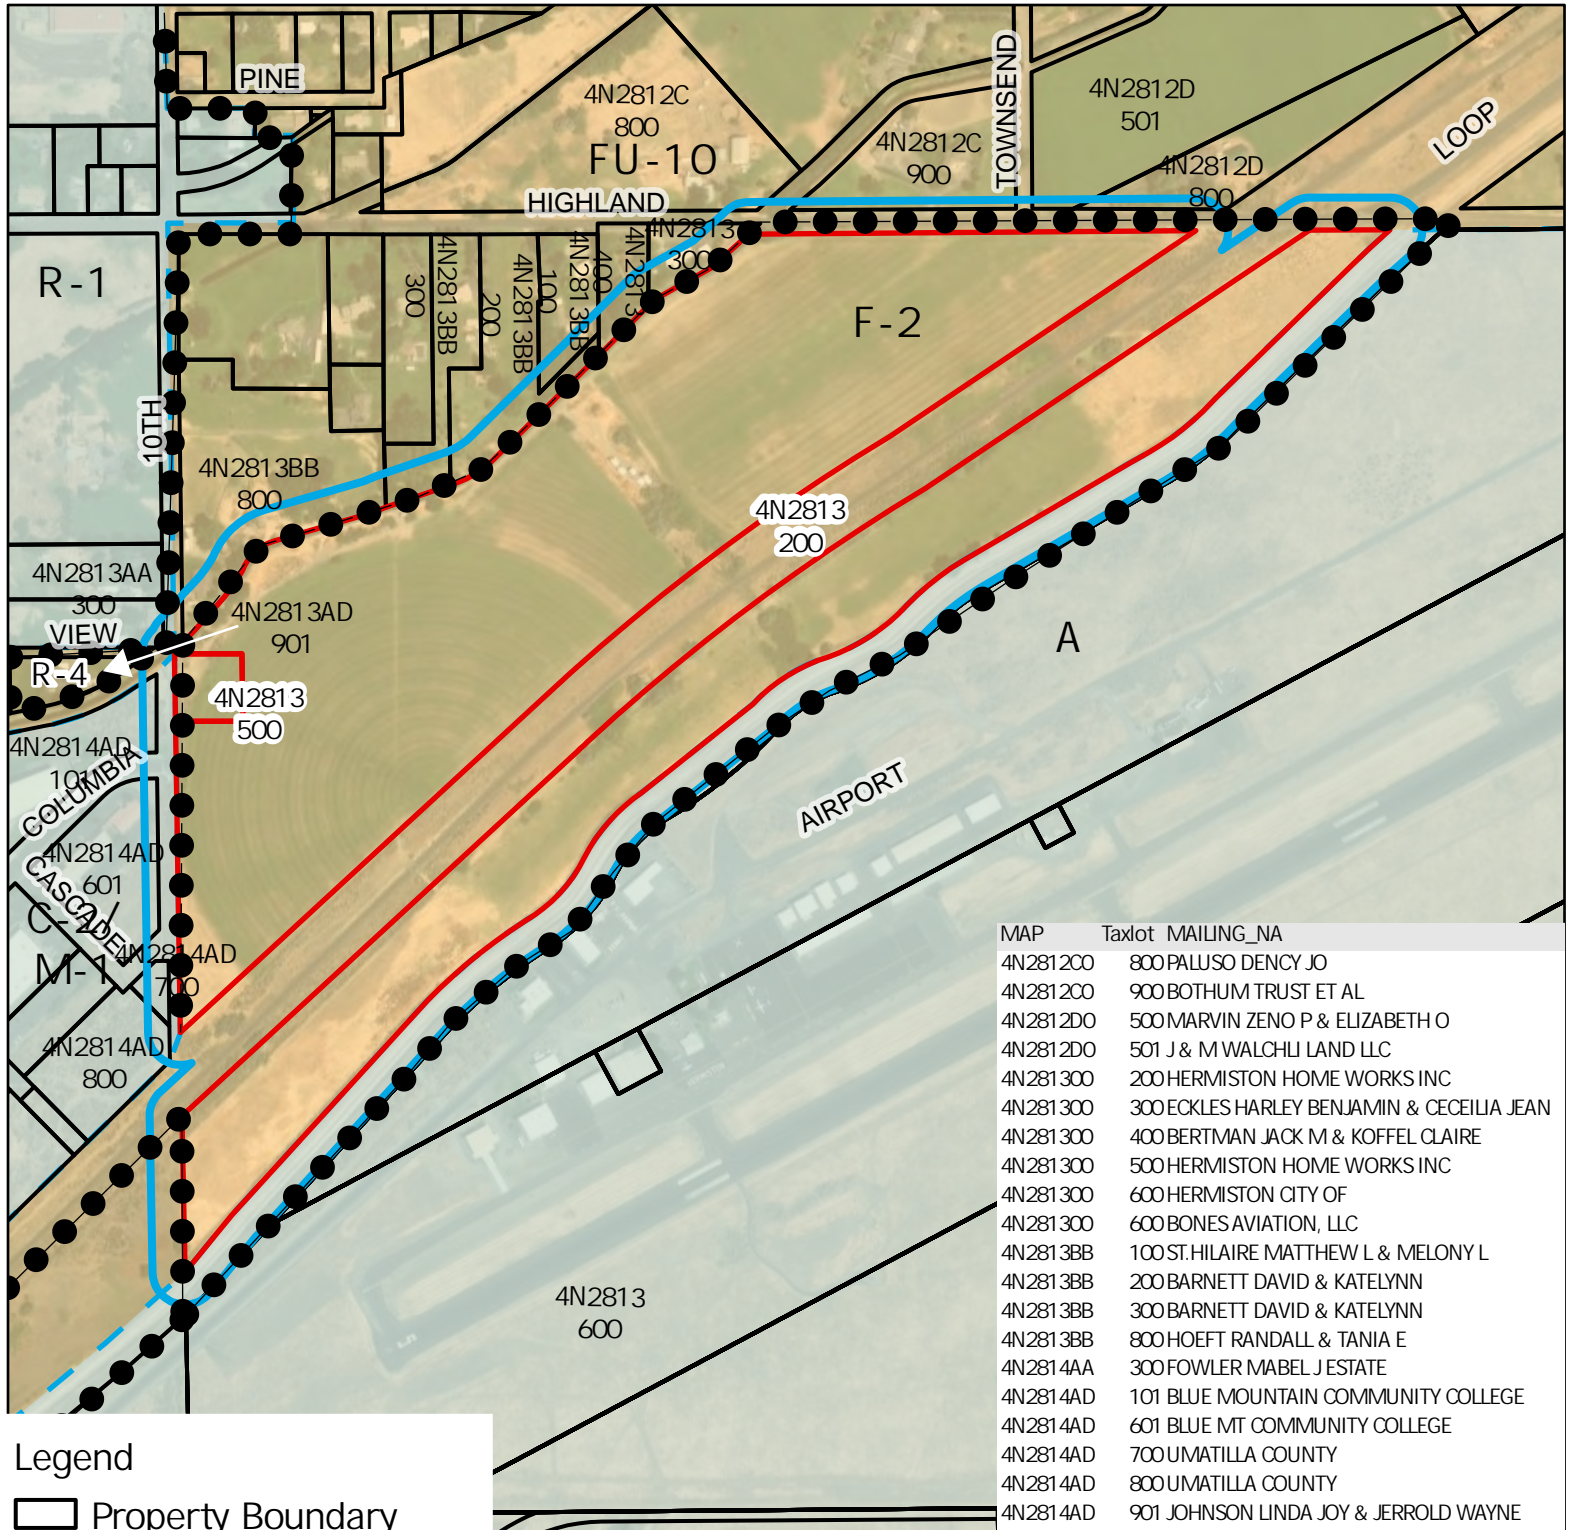 PINE
4N2812C
800
FU-10
TOWNSEND
4N2812D
501
LOOP
4N2812C
900
4N2812D
800
HIGHLAND
4N2813
300
R-1
300
4N2813BB
200
4N2813BB
100
4N2813BB
400
4N2813
F-2
10TH
4N2813BB
800
4N2813
200
4N2813AA
300
4N2813AD
901
VIEW
R-4
A
4N2813
500
4N2814AD
101
COLUMBIA
AIRPORT
4N2814AD
601
CASCADE
C-2/
M-1
4N2814AD
700
4N2814AD
800
4N2813
600
MAP Taxlot MAILING_NA
4N2812C0 800 PALUSO DENCY JO
4N2812C0 900 BOTHUM TRUST ET AL
4N2812D0 500 MARVIN ZENO P & ELIZABETH O
4N2812D0 501 J & M WALCHLI LAND LLC
4N281300 200 HERMISTON HOME WORKS INC
4N281300 300 ECKLES HARLEY BENJAMIN & CECEILIA JEAN
4N281300 400 BERTMAN JACK M & KOFFEL CLAIRE
4N281300 500 HERMISTON HOME WORKS INC
4N281300 600 HERMISTON CITY OF
4N281300 600 BONES AVIATION, LLC
4N2813BB 100 ST.HILAIRE MATTHEW L & MELONY L
4N2813BB 200 BARNETT DAVID & KATELYNN
4N2813BB 300 BARNETT DAVID & KATELYNN
4N2813BB 800 HOEFT RANDALL & TANIA E
4N2814AA 300 FOWLER MABEL J ESTATE
4N2814AD 101 BLUE MOUNTAIN COMMUNITY COLLEGE
4N2814AD 601 BLUE MT COMMUNITY COLLEGE
4N2814AD 700 UMATILLA COUNTY
4N2814AD 800 UMATILLA COUNTY
4N2814AD 901 JOHNSON LINDA JOY & JERROLD WAYNE
Legend
Property Boundary